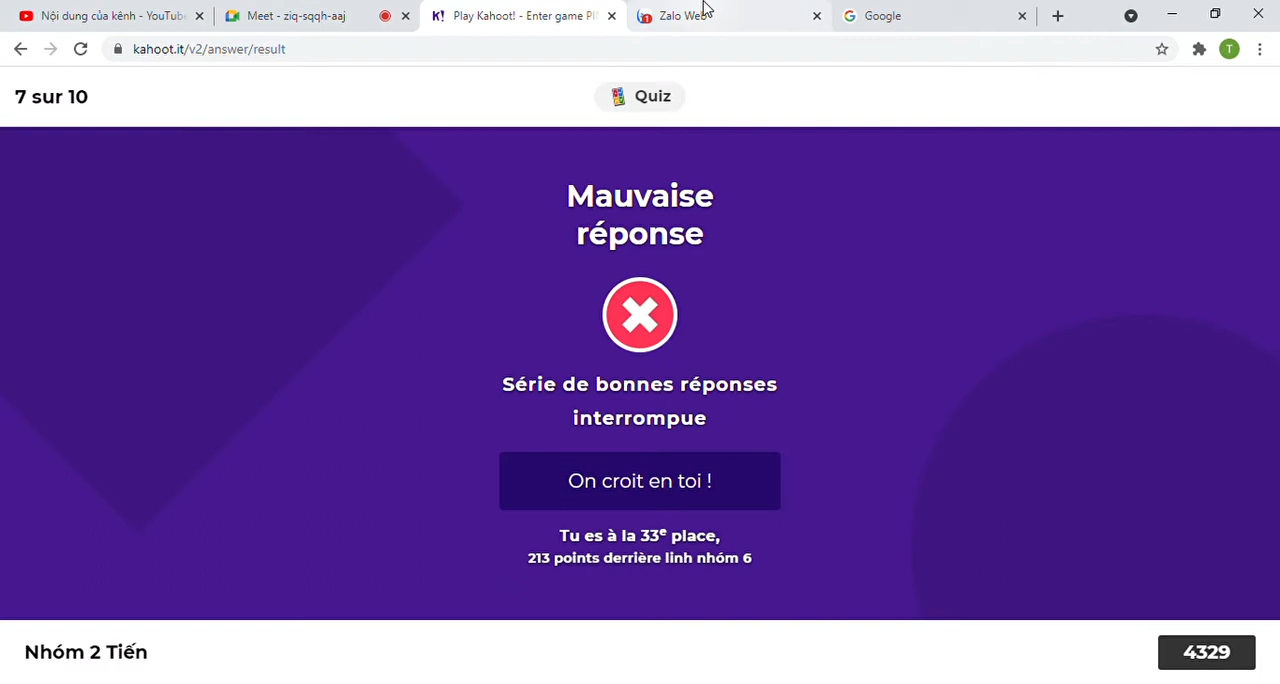 Nội dung của kênh - YouTube
Meet - ziq-sqqh-aaj
K! Play Kahoot! - Enter game PI
1 Zalo Web
Google
kahoot.it/v2/answer/result
T
7 sur 10
Quiz
Mauvaise
réponse
Série de bonnes réponses
interrompue
On croit en toi !
Tu es à la 33e place,
213 points derrière linh nhóm 6
Nhóm 2 Tiến
4329